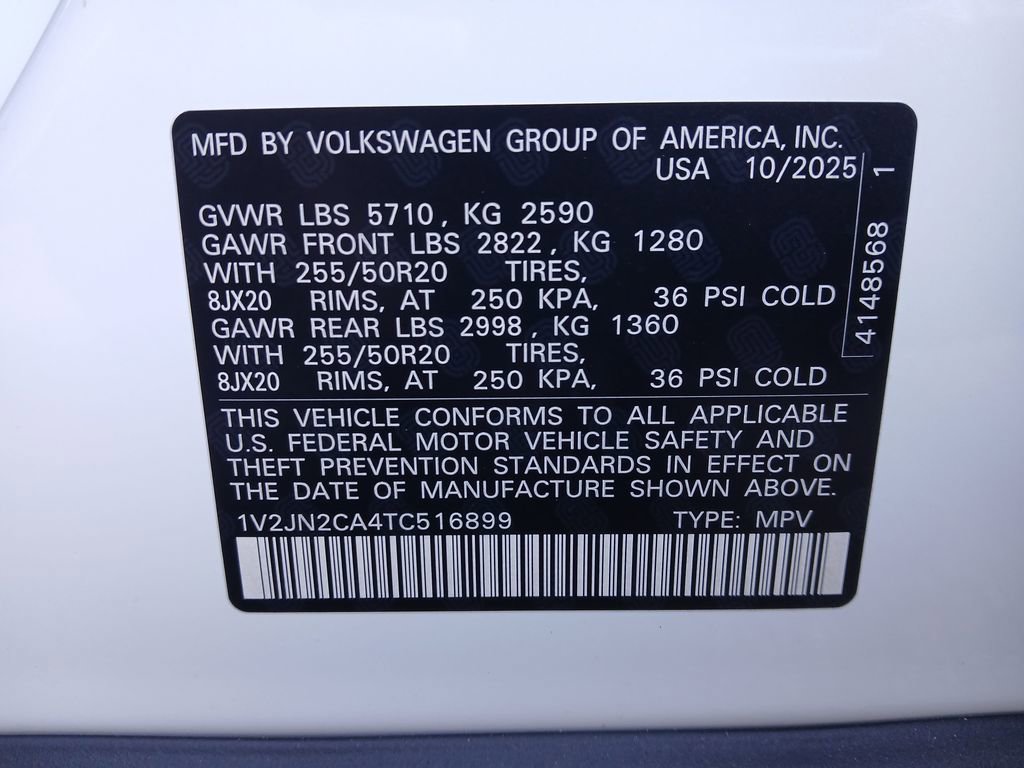 MFD BY VOLKSWAGEN GROUP OF AMERICA, INC.
USA 10/2025
GVWR LBS 5710, KG 2590
GAWR FRONT LBS 2822, KG 1280
WITH 255/50R20 TIRES,
8JX20 RIMS, AT 250 KPA, 36 PSI COLD
GAWR REAR LBS 2998, KG 1360
WITH 255/50R20 TIRES,
8JX20 RIMS, AT 250 KPA, 36 PSI COLD
THIS VEHICLE CONFORMS TO ALL APPLICABLE
U.S. FEDERAL MOTOR VEHICLE SAFETY AND
THEFT PREVENTION STANDARDS IN EFFECT ON
THE DATE OF MANUFACTURE SHOWN ABOVE.
1V2JN2CA4TC516899 TYPE: MPV
4148568 1